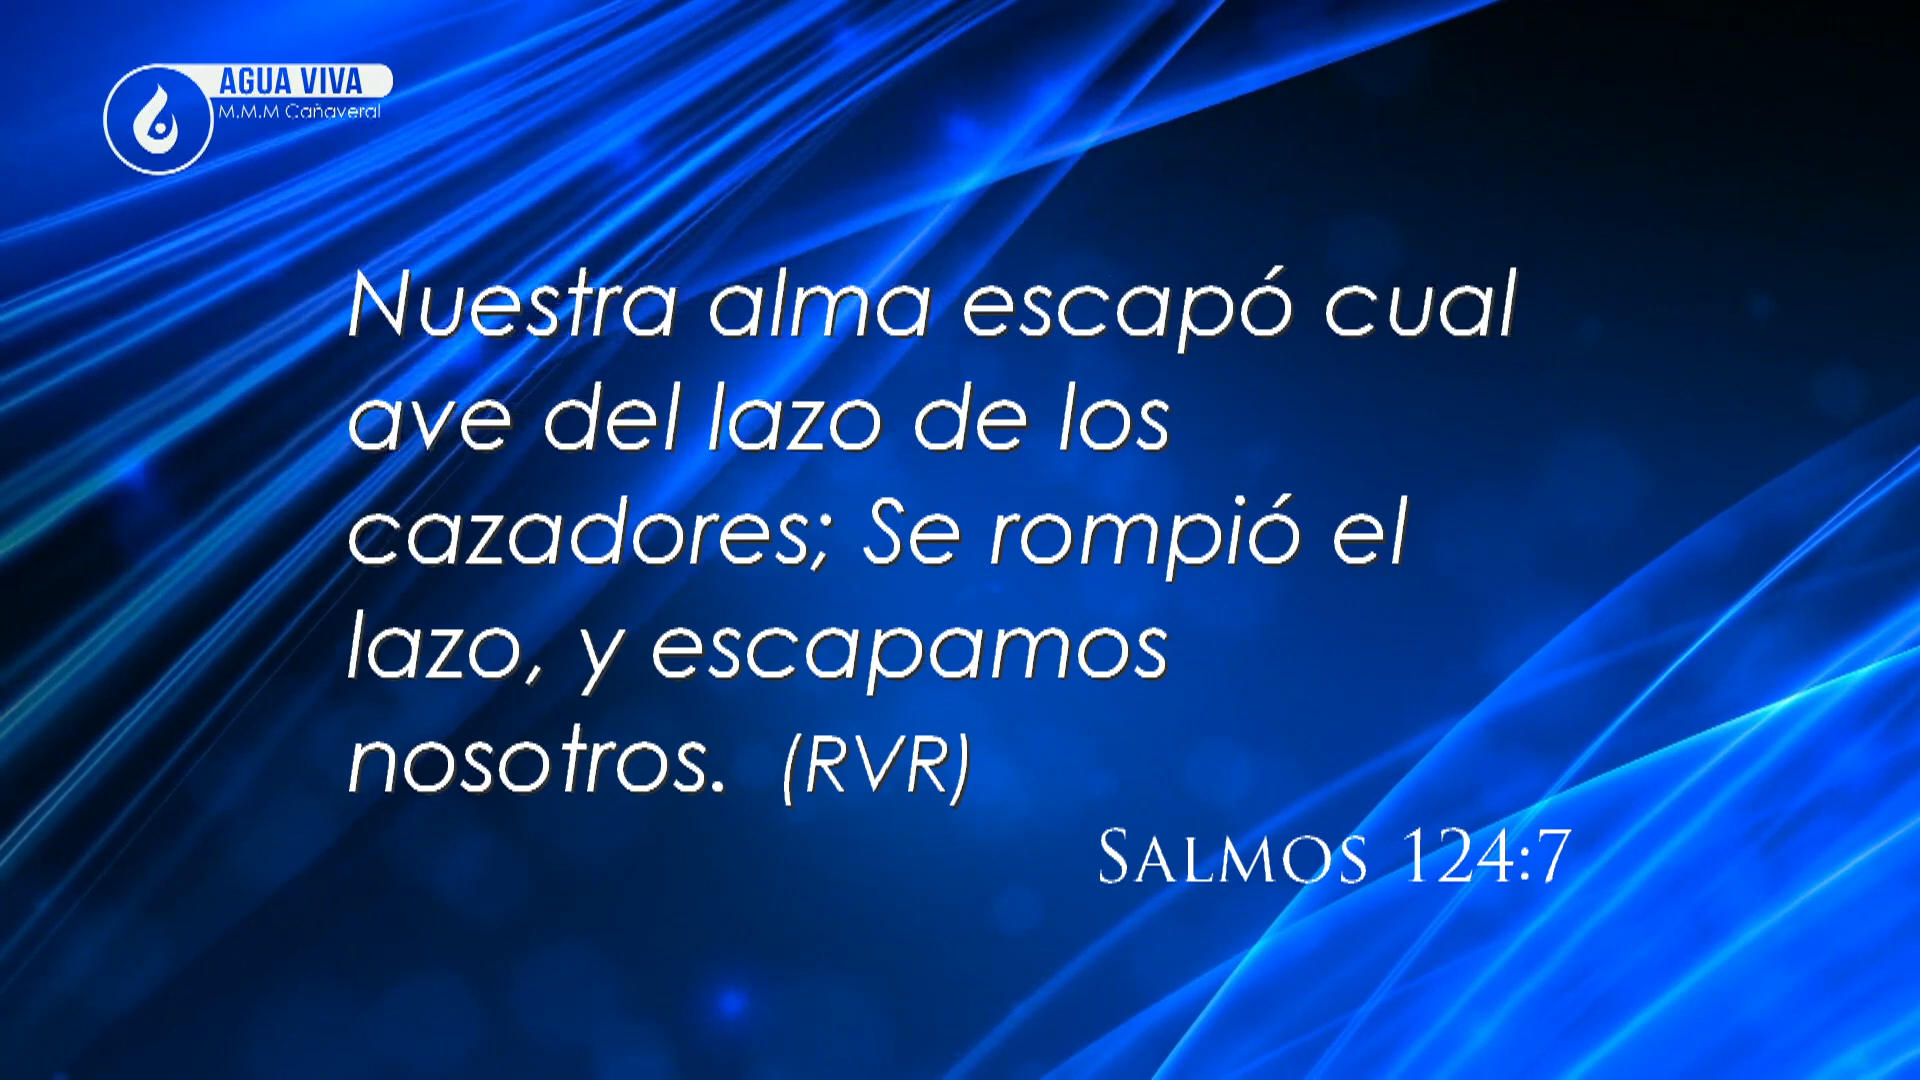 AGUA VIVA
M.M.M Cañaveral
Nuestra alma escapó cual
ave del lazo de los
cazadores; Se rompió el
lazo, y escapamos
nosotros. (RVR)
Salmos 124:7